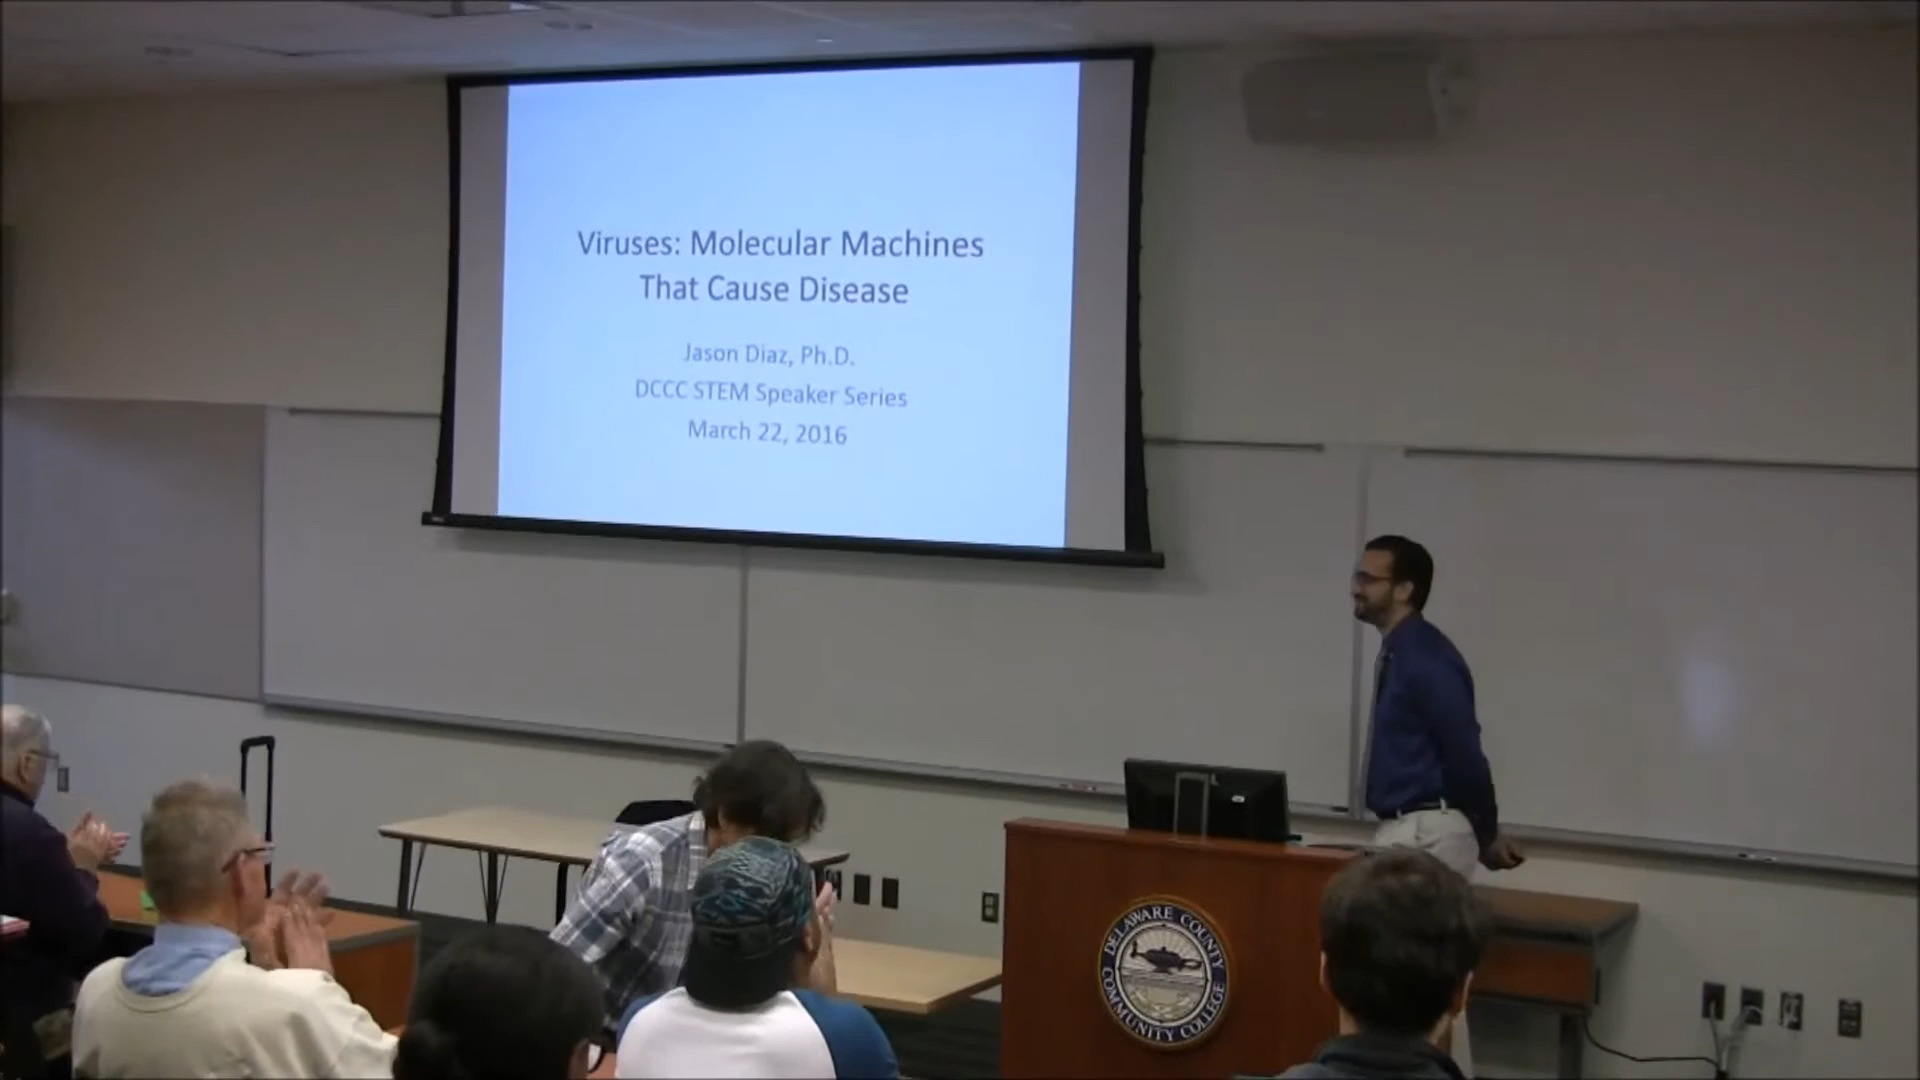 Viruses: Molecular Machines
That Cause Disease
Jason Diaz, Ph.D.
DCCC STEM Speaker Series
March 22, 2016
DELAWARE COUNTY
COMMUNITY COLLEGE